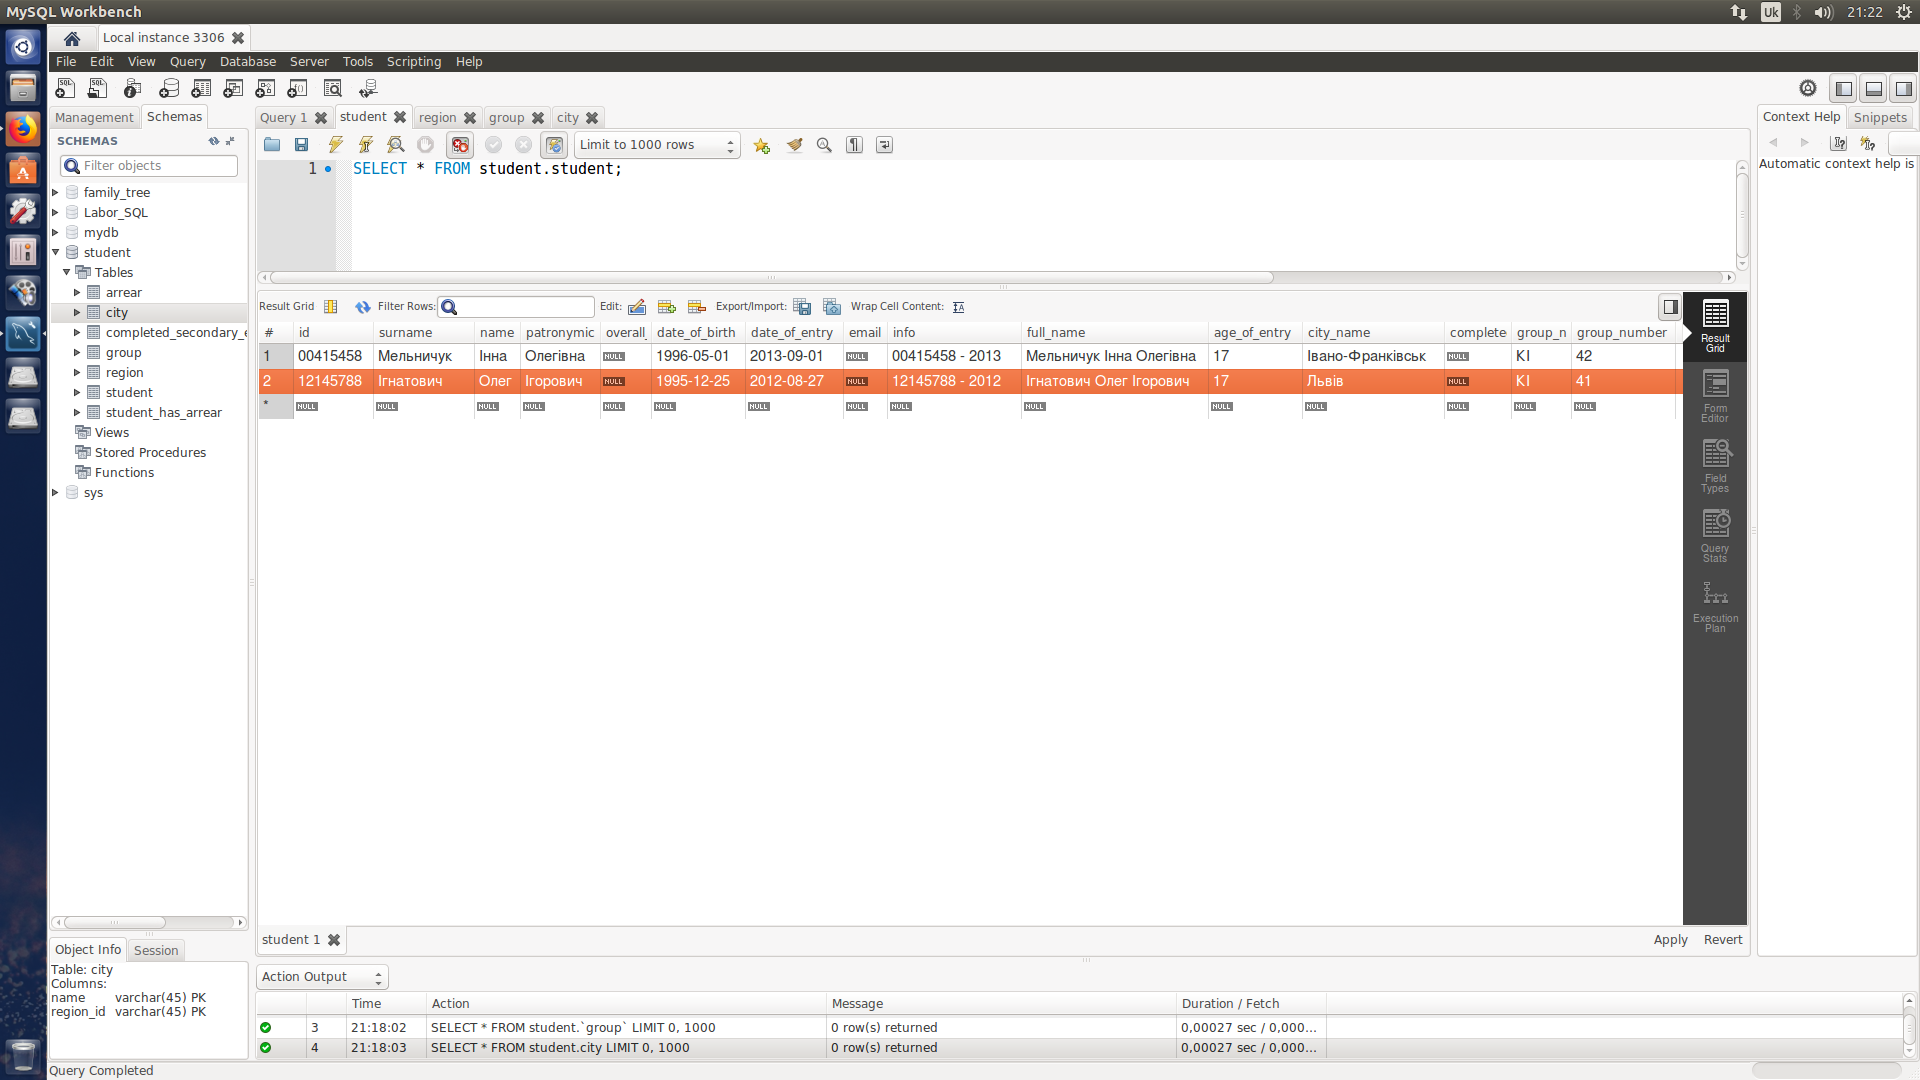 MySQL Workbench
Uk
21:22
Local instance 3306
File Edit View Query Database Server Tools Scripting Help
Management Schemas
SCHEMAS
Filter objects
family_tree
Labor_SQL
mydb
student
Tables
arrear
city
completed_secondary_e
group
region
student
student_has_arrear
Views
Stored Procedures
Functions
sys
Object Info Session
Table: city
Columns:
name varchar(45) PK
region_id varchar(45) PK
Query 1 student region group city
Limit to 1000 rows
1 SELECT * FROM student.student;
Result Grid Filter Rows: Edit: Export/Import: Wrap Cell Content:
# id surname name patronymic overall_ date_of_birth date_of_entry email info full_name age_of_entry city_name complete group_n group_number
1 00415458 Мельничук Інна Олегівна NULL 1996-05-01 2013-09-01 NULL 00415458 - 2013 Мельничук Інна Олегівна 17 Івано-Франківськ NULL KI 42
2 12145788 Ігнатович Олег Ігорович NULL 1995-12-25 2012-08-27 NULL 12145788 - 2012 Ігнатович Олег Ігорович 17 Львів NULL KI 41
* NULL NULL NULL NULL NULL NULL NULL NULL NULL NULL NULL NULL NULL NULL NULL
Result
Grid
Form
Editor
Field
Types
Query
Stats
Execution
Plan
student 1
Apply Revert
Context Help Snippets
Automatic context help is
Action Output
Time Action Message Duration / Fetch
3 21:18:02 SELECT * FROM student.`group` LIMIT 0, 1000 0 row(s) returned 0,00027 sec / 0,000...
4 21:18:03 SELECT * FROM student.city LIMIT 0, 1000 0 row(s) returned 0,00027 sec / 0,000...
Query Completed